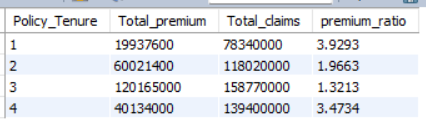 Policy_Tenure Total_premium Total_claims premium_ratio
1 19937600 78340000 3.9293
2 60021400 118020000 1.9663
3 120165000 158770000 1.3213
4 40134000 139400000 3.4734